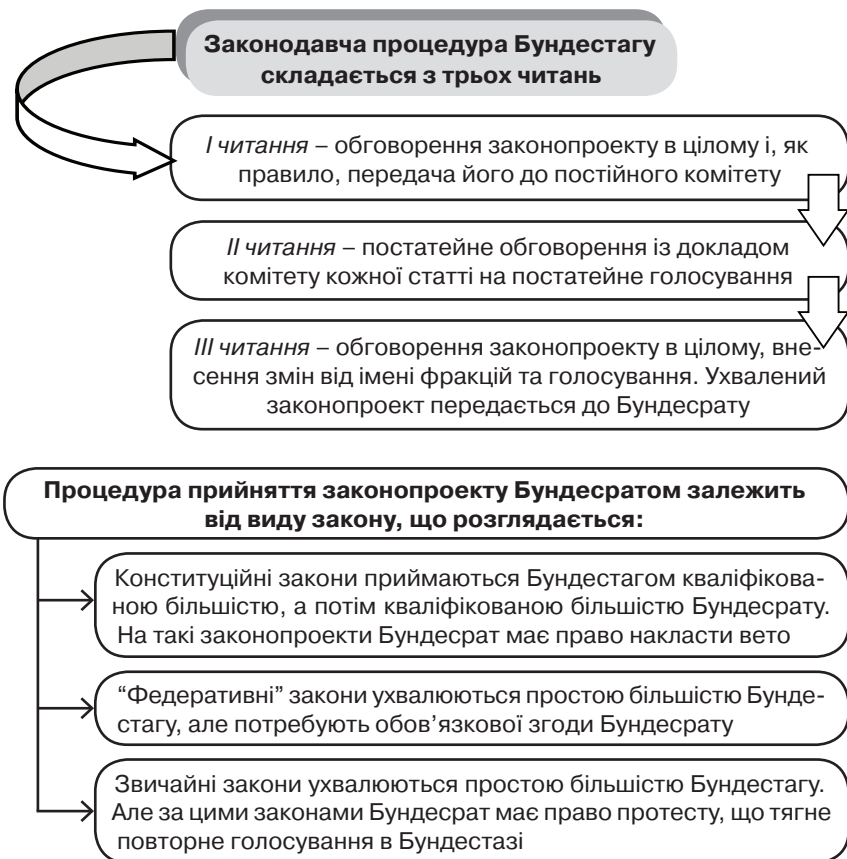 Законодавча процедура Бундестагу
складається з трьох читань
I читання – обговорення законопроекту в цілому і, як
правило, передача його до постійного комітету
II читання – постатейне обговорення із докладом
комітету кожної статті на постатейне голосування
III читання – обговорення законопроекту в цілому, вне-
сення змін від імені фракцій та голосування. Ухвалений
законопроект передається до Бундесрату
Процедура прийняття законопроекту Бундесратом залежить
від виду закону, що розглядається:
Конституційні закони приймаються Бундестагом кваліфікова-
ною більшістю, а потім кваліфікованою більшістю Бундесрату.
На такі законопроекти Бундесрат має право накласти вето
“Федеративні” закони ухвалюються простою більшістю Бунде-
стагу, але потребують обов’язкової згоди Бундесрату
Звичайні закони ухвалюються простою більшістю Бундестагу.
Але за цими законами Бундесрат має право протесту, що тягне
повторне голосування в Бундестазі